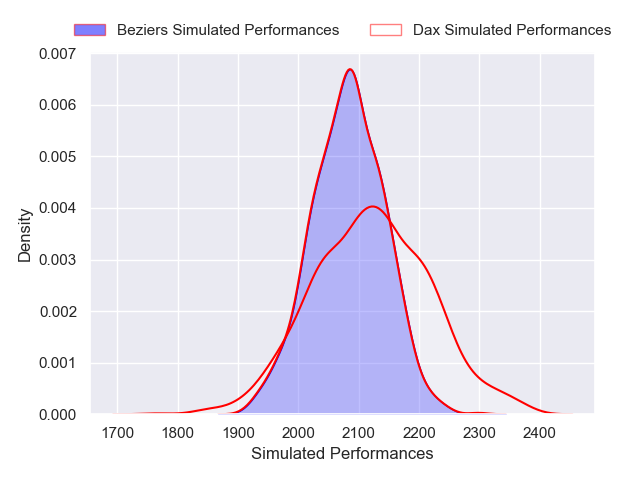 Beziers Simulated Performances
Dax Simulated Performances
0.007
0.006
0.005
0.004
0.003
0.002
0.001
0.000
Density
1700 1800 1900 2000 2100 2200 2300 2400
Simulated Performances